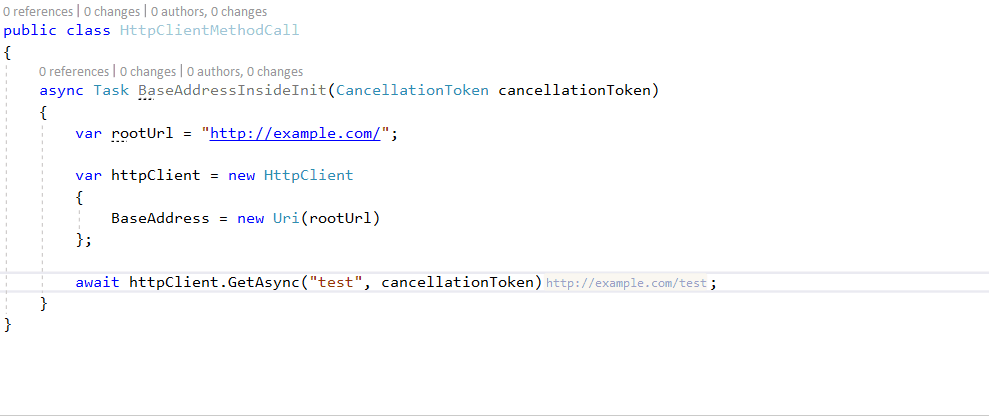 0 references | 0 changes | 0 authors, 0 changes
public class HttpClientMethodCall
{
0 references | 0 changes | 0 authors, 0 changes
async Task BaseAddressInsideInit(CancellationToken cancellationToken)
{
var rootUrl = "http://example.com/";
var httpClient = new HttpClient
{
BaseAddress = new Uri(rootUrl)
};
await httpClient.GetAsync("test", cancellationToken) http://example.com/test ;
}
}